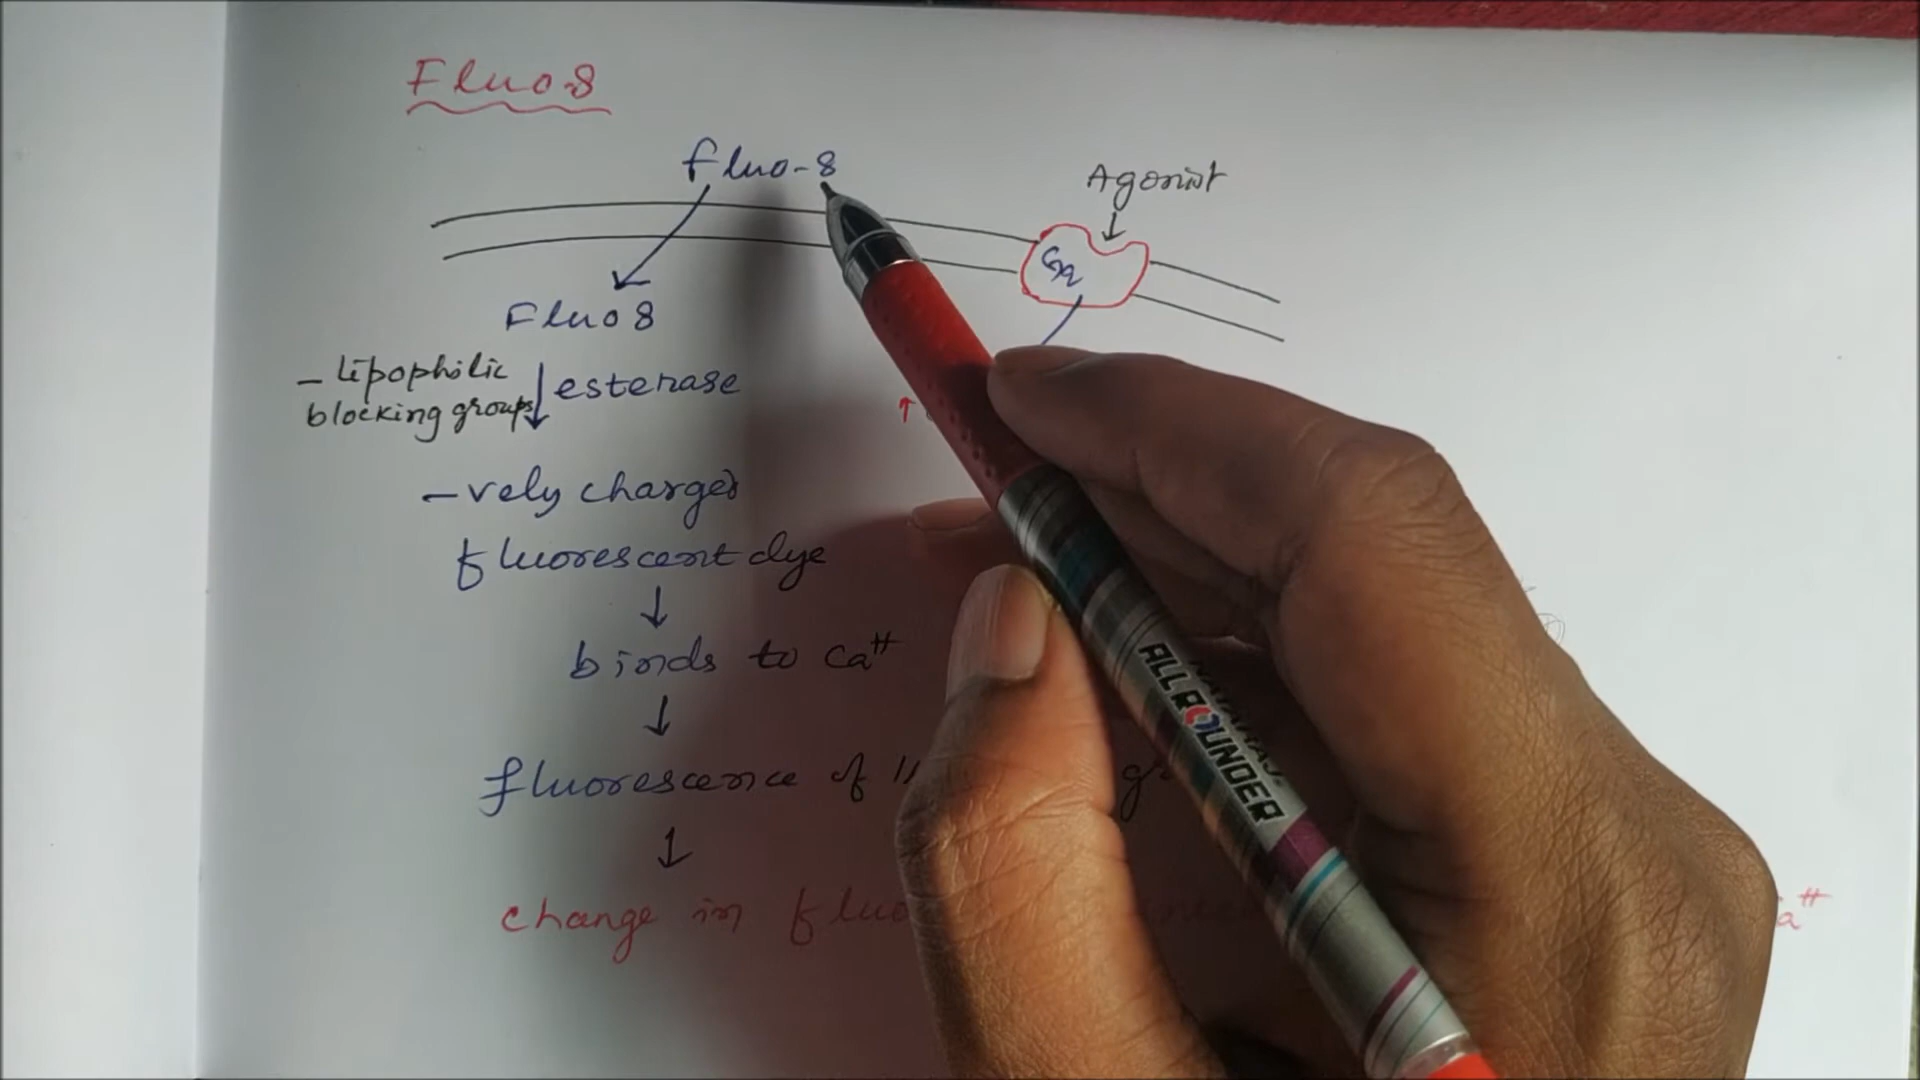 Fluo-8
Fluo-8
Agonist
Gq
Fluo 8
- Lipophilic
blocking groups
esterase
↑
-vely charged
fluorescent dye
binds to Ca++
fluorescence of
change in
ALL ROUNDER